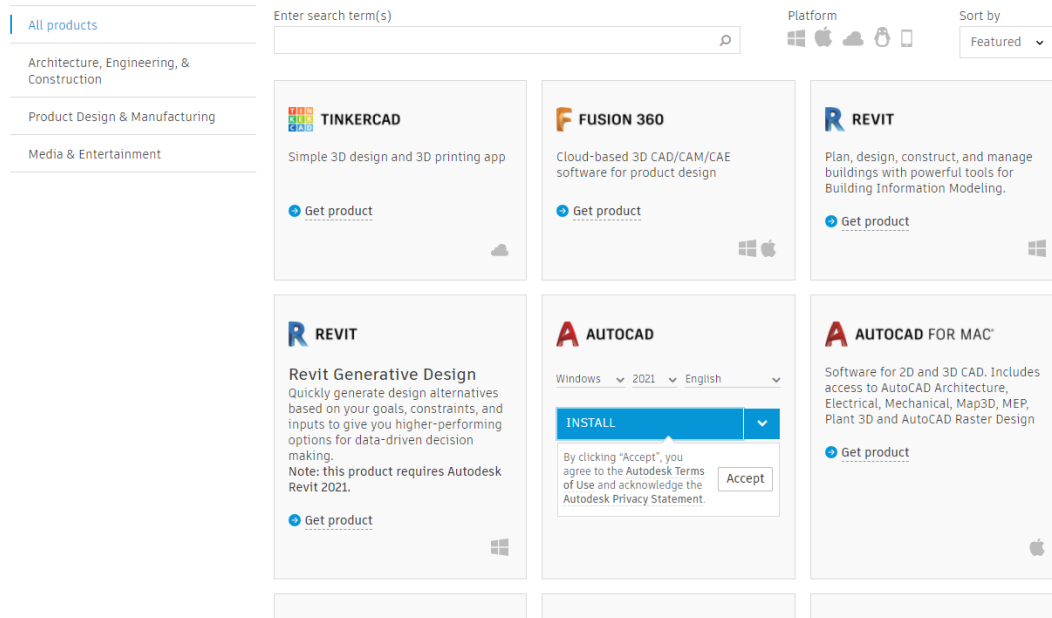 All products
Architecture, Engineering, &
Construction
Product Design & Manufacturing
Media & Entertainment
Enter search term(s)
Platform
Sort by
Featured
TIN
KER
CAD
TINKERCAD
Simple 3D design and 3D printing app
Get product
FUSION 360
Cloud-based 3D CAD/CAM/CAE
software for product design
Get product
REVIT
Plan, design, construct, and manage
buildings with powerful tools for
Building Information Modeling.
Get product
REVIT
Revit Generative Design
Quickly generate design alternatives
based on your goals, constraints, and
inputs to give you higher-performing
options for data-driven decision
making.
Note: this product requires Autodesk
Revit 2021.
Get product
AUTOCAD
Windows 2021 English
INSTALL
By clicking “Accept”, you
agree to the Autodesk Terms
of Use and acknowledge the
Autodesk Privacy Statement.
Accept
AUTOCAD FOR MAC®
Software for 2D and 3D CAD. Includes
access to AutoCAD Architecture,
Electrical, Mechanical, Map3D, MEP,
Plant 3D and AutoCAD Raster Design
Get product